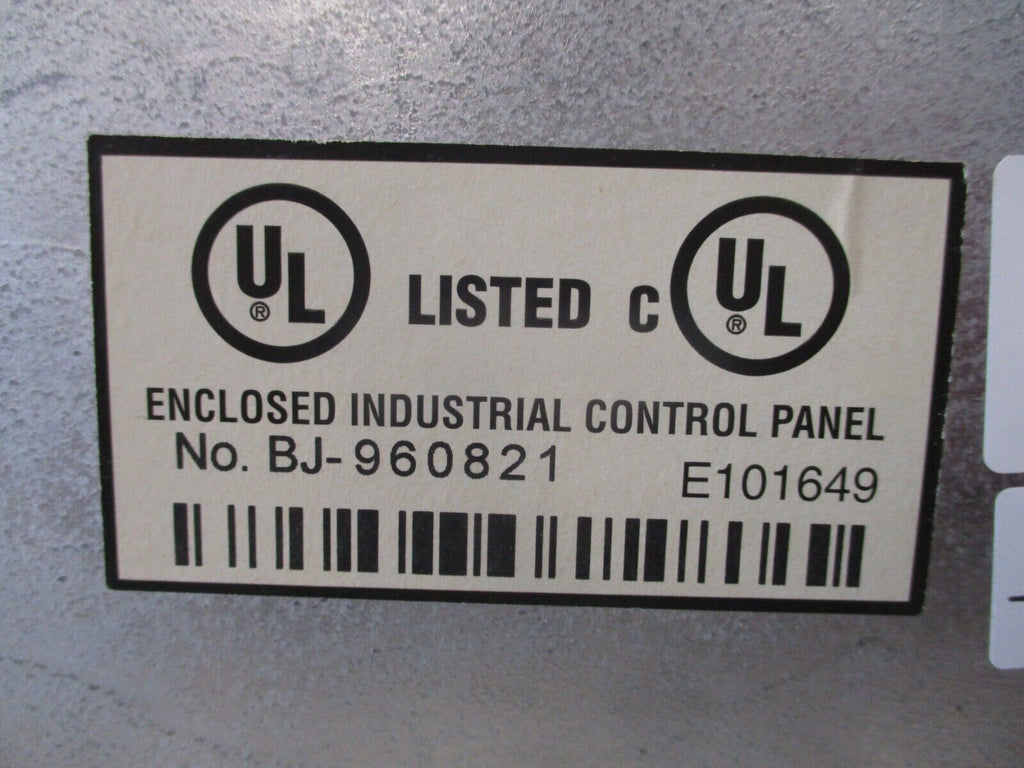 UL® LISTED C UL®
ENCLOSED INDUSTRIAL CONTROL PANEL
No. BJ-960821 E101649